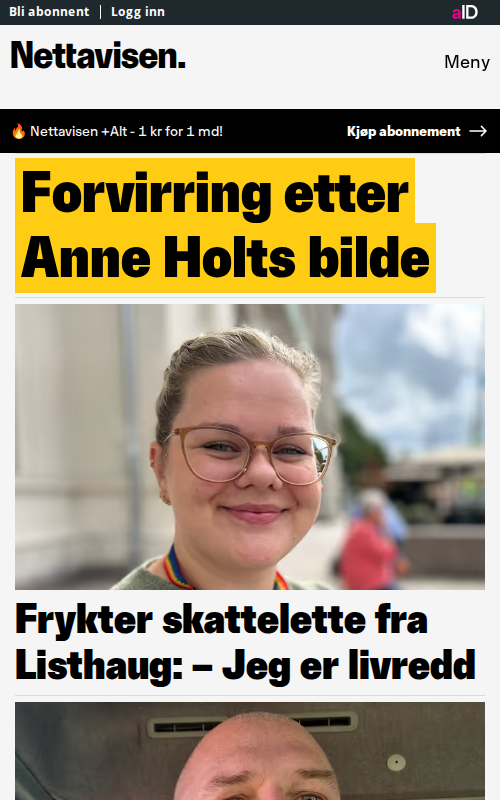 Bli abonnent
Logg inn
aID
Nettavisen.
Meny
🔥 Nettavisen +Alt - 1 kr for 1 md!
Kjøp abonnement →
Forvirring etter
Anne Holts bilde
Frykter skattelette fra
Listhaug: – Jeg er livredd